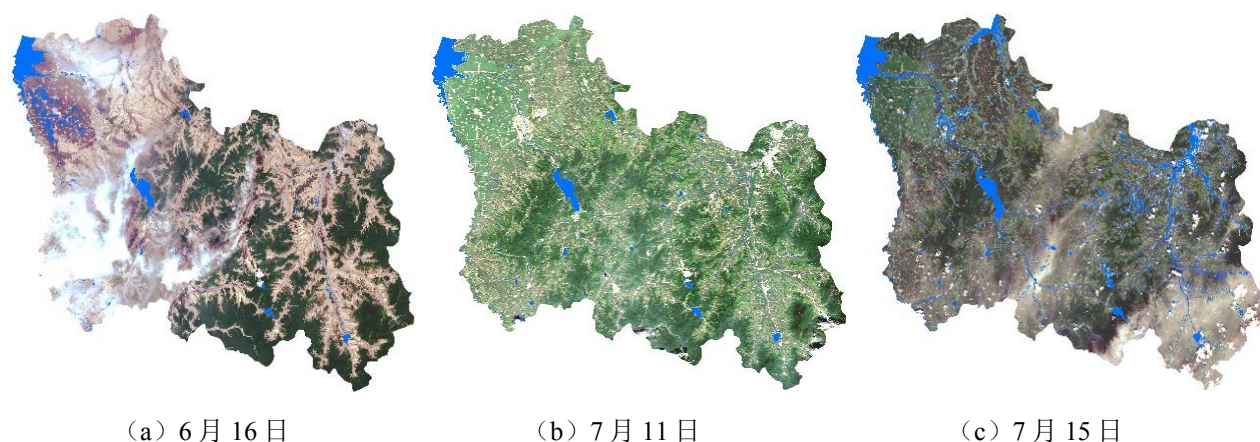 （a）6 月 16 日
（b）7 月 11 日
（c）7 月 15 日